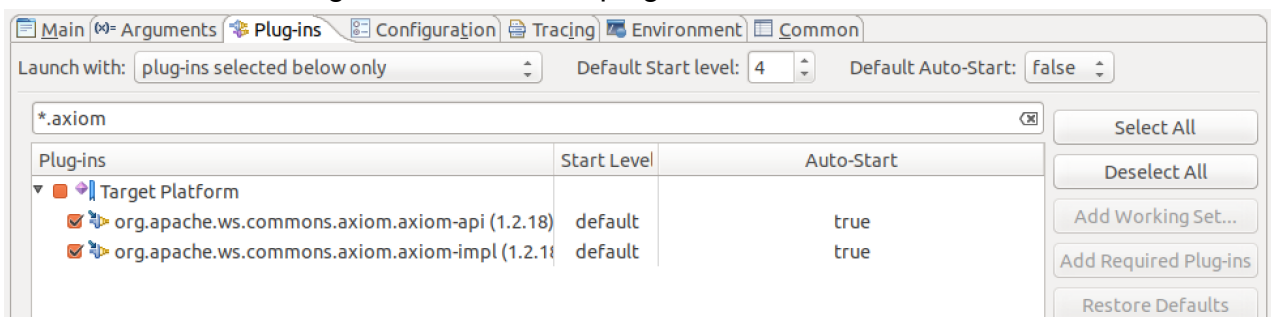 Main Arguments Plug-ins Configuration Tracing Environment Common
Launch with: plug-ins selected below only Default Start level: 4 Default Auto-Start: false
*.axiom
Select All
Plug-ins Start Level Auto-Start
Deselect All
Target Platform
org.apache.ws.commons.axiom.axiom-api (1.2.18) default true
Add Working Set...
org.apache.ws.commons.axiom.axiom-impl (1.2.18 default true
Add Required Plug-ins
Restore Defaults